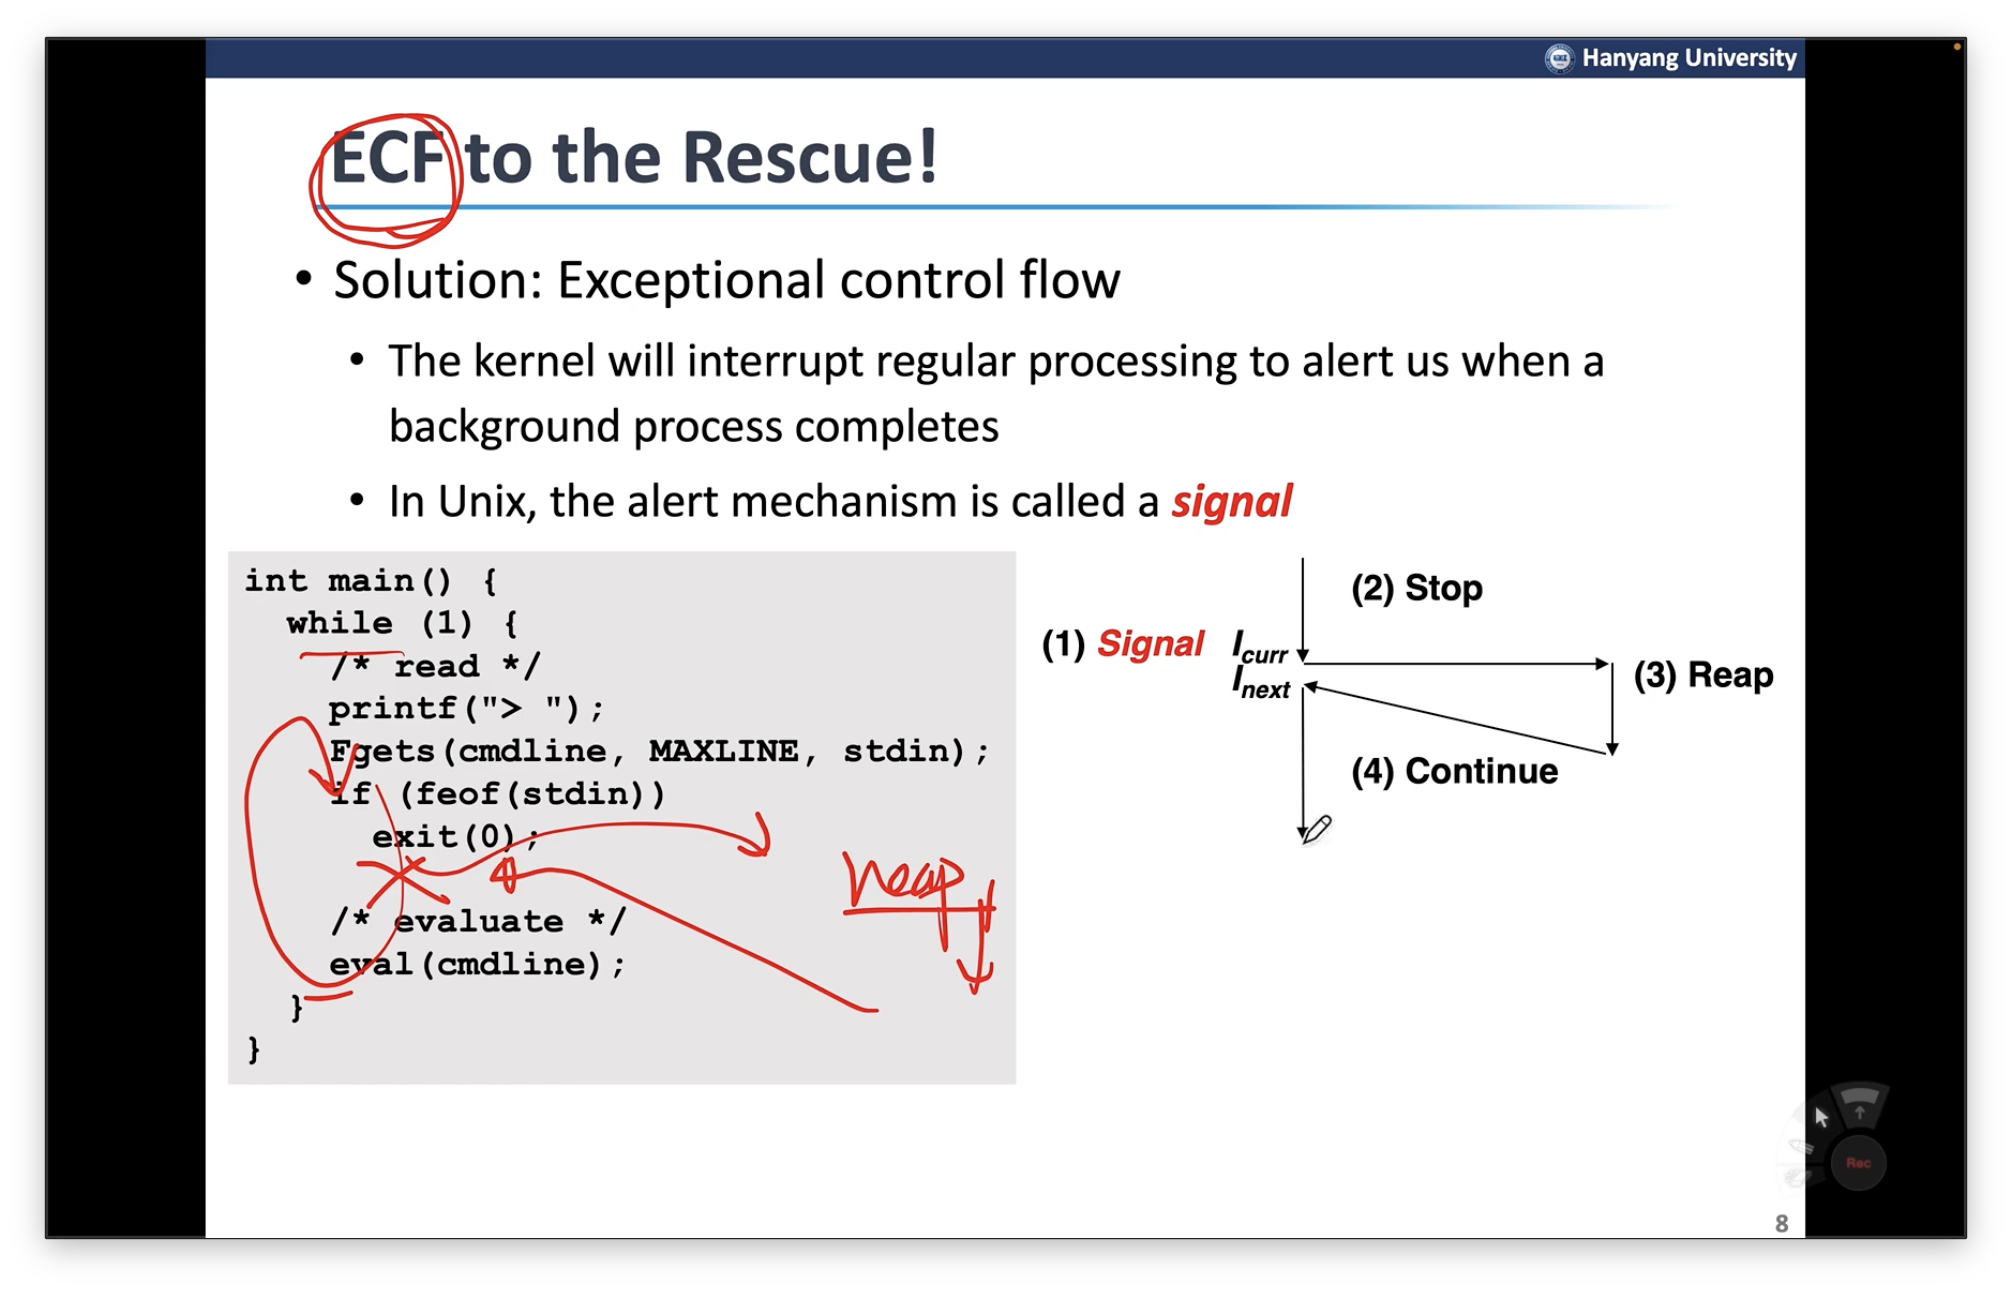 Hanyang University
ECF to the Rescue!
• Solution: Exceptional control flow
• The kernel will interrupt regular processing to alert us when a
background process completes
• In Unix, the alert mechanism is called a signal
int main() {
while (1) {
/* read */
printf("> ");
Fgets(cmdline, MAXLINE, stdin);
if (feof(stdin))
exit(0);
/* evaluate */
eval(cmdline);
}
}
reap
(2) Stop
(1) Signal Icurr
Inext
(3) Reap
(4) Continue
Rec
8